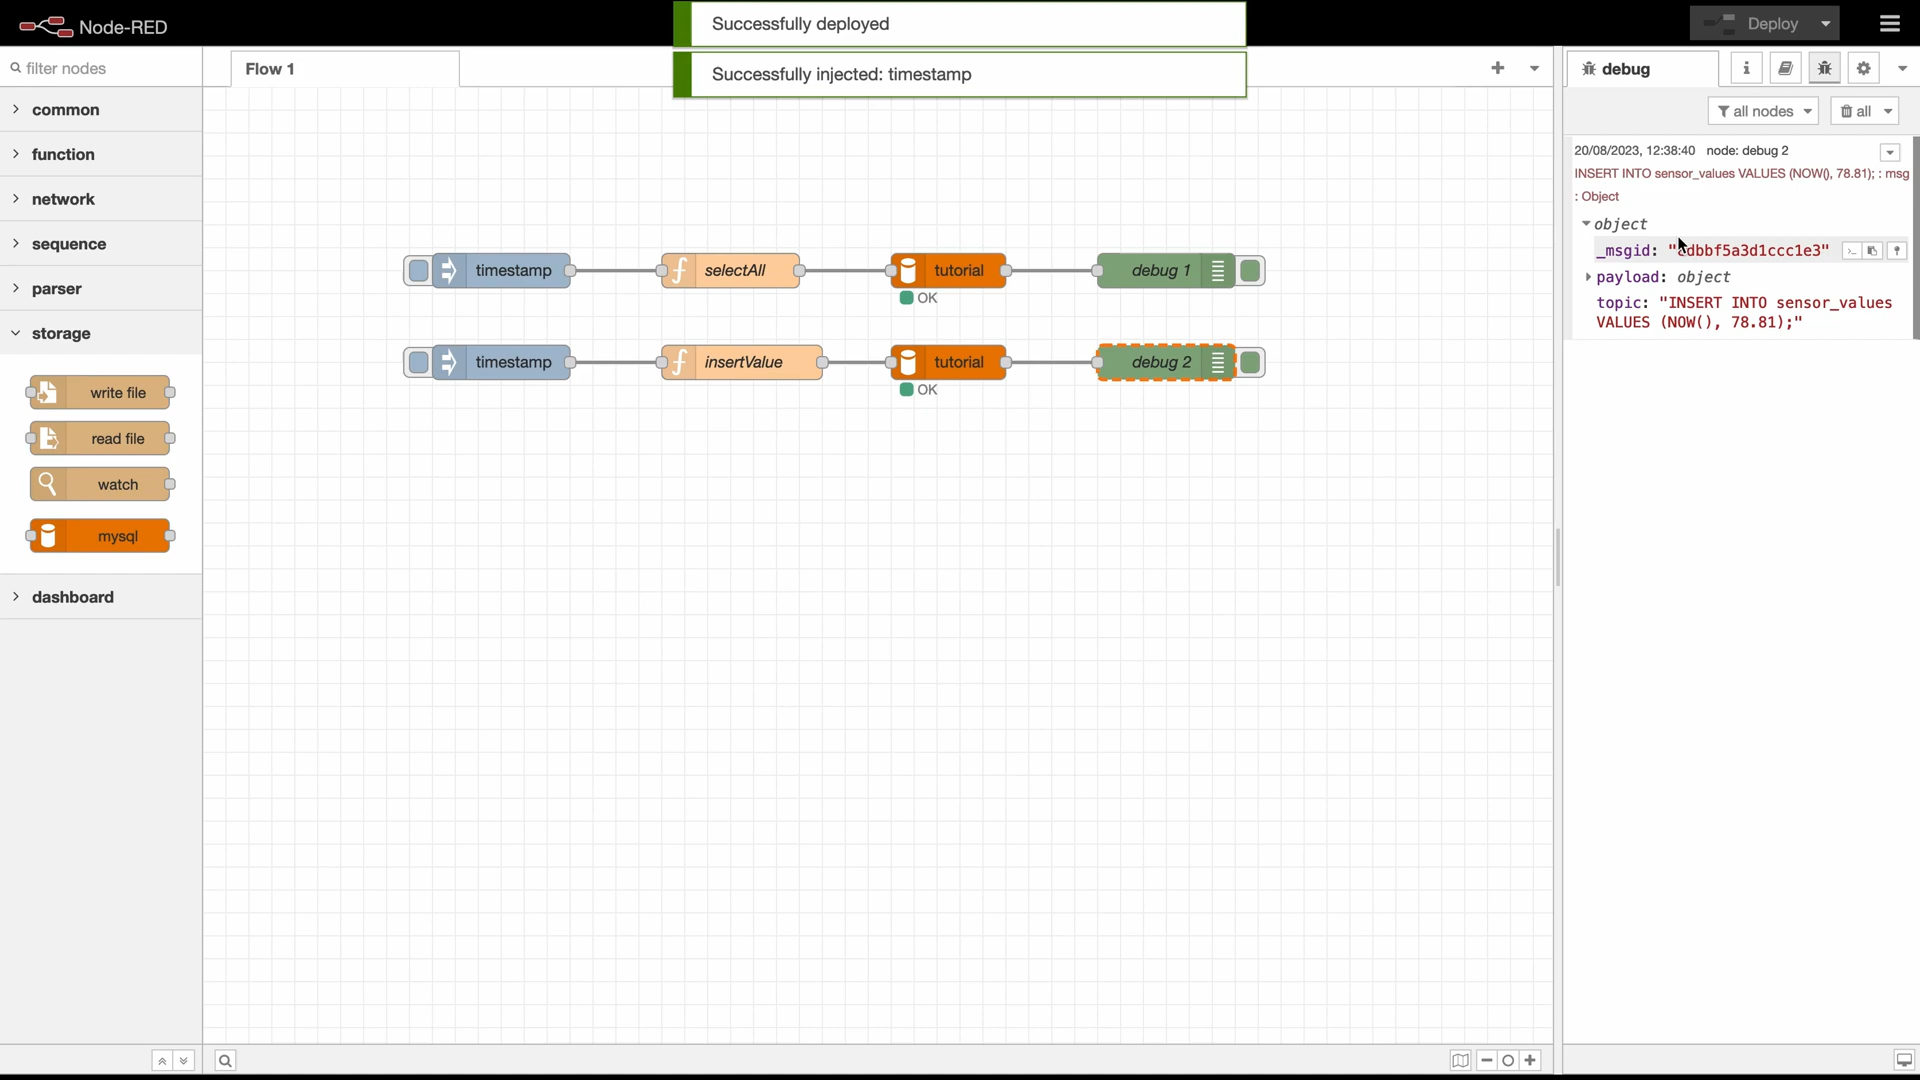 Node-RED
Successfully deployed
Deploy
filter nodes
Flow 1
Successfully injected: timestamp
debug
i
common
all nodes
all
function
20/08/2023, 12:38:40 node: debug 2
INSERT INTO sensor_values VALUES (NOW(), 78.81); : msg
: Object
network
object
sequence
_msgid: dbbf5a3d1ccc1e3"
timestamp
selectAll
tutorial
debug 1
payload: object
parser
OK
topic: "INSERT INTO sensor_values
VALUES (NOW(), 78.81);"
storage
timestamp
insertValue
tutorial
debug 2
OK
write file
read file
watch
mysql
dashboard